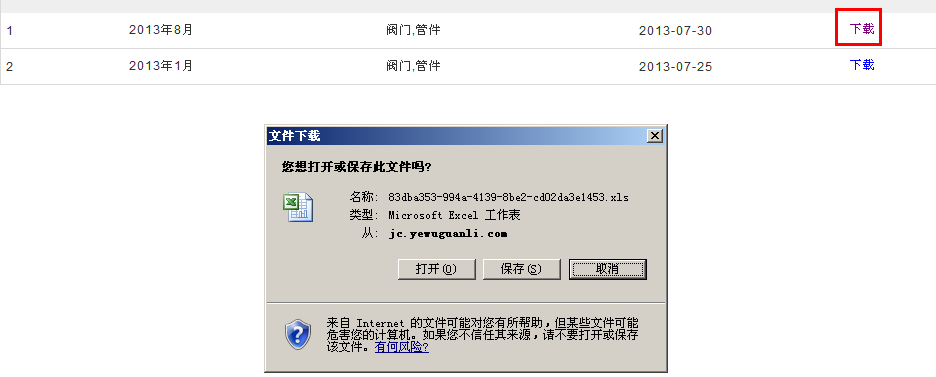 1 2013年8月 阀门,管件 2013-07-30 下载
2 2013年1月 阀门,管件 2013-07-25 下载
文件下载
您想打开或保存此文件吗?
名称: 83dba353-994a-4139-8be2-cd02da3e1453.xls
类型: Microsoft Excel 工作表
从: jc.yewuguanli.com
打开(O) 保存(S) 取消
来自 Internet 的文件可能对您有所帮助，但某些文件可能
危害您的计算机。如果您不信任其来源，请不要打开或保存
该文件。有何风险?